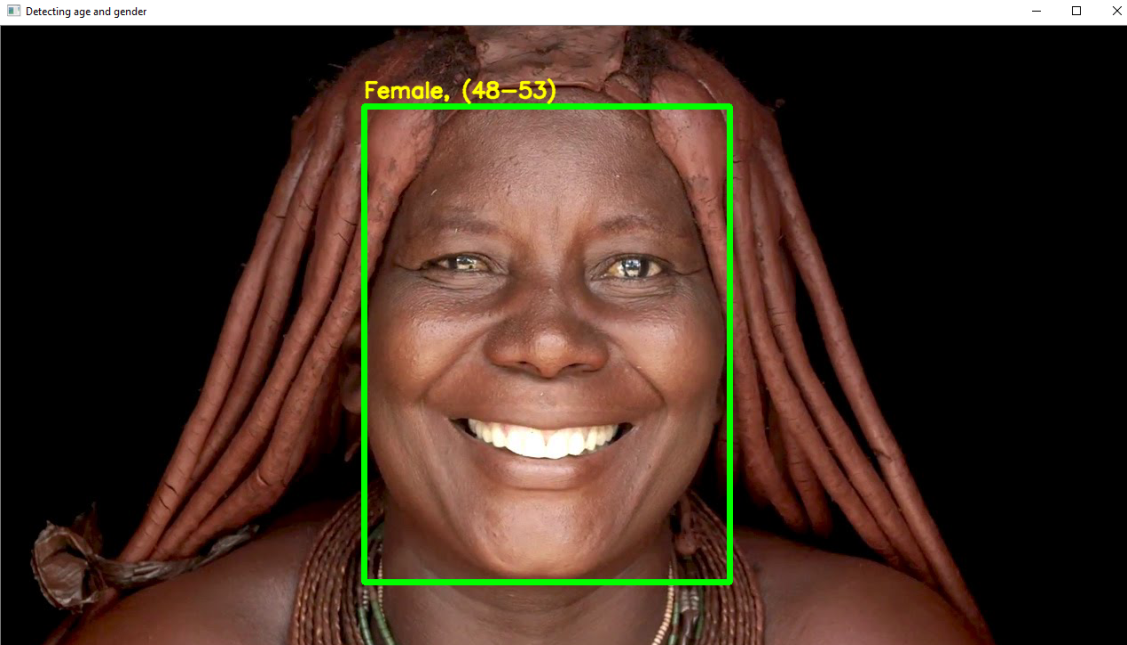 Detecting age and gender
Female, (48-53)